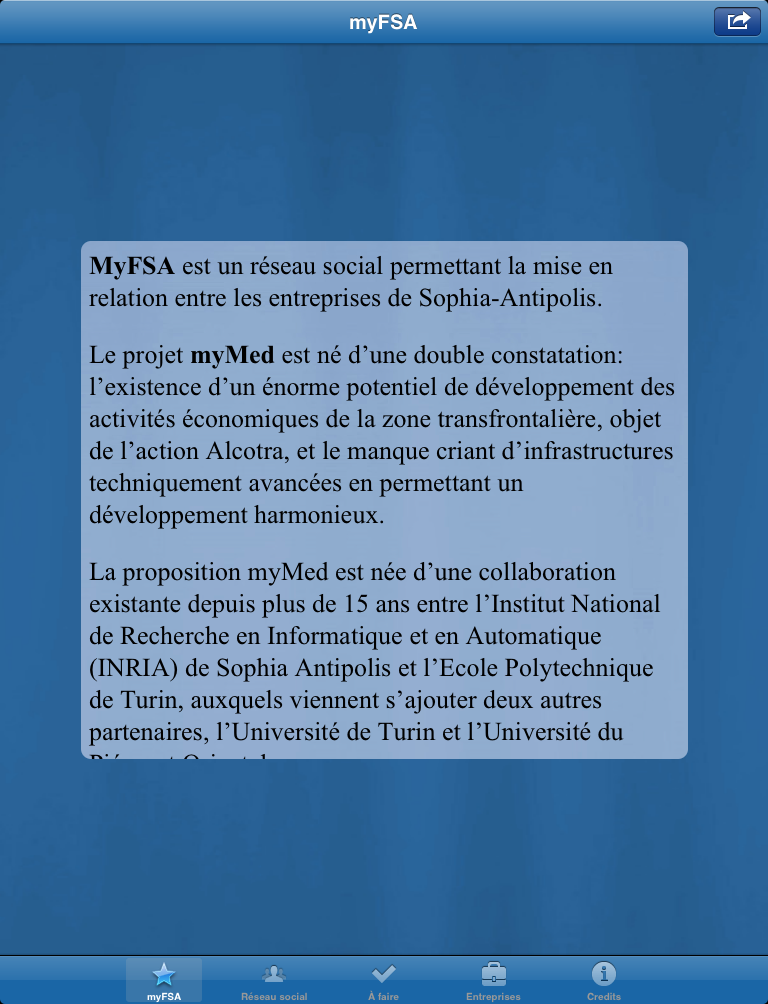 myFSA
MyFSA est un réseau social permettant la mise en
relation entre les entreprises de Sophia-Antipolis.
Le projet myMed est né d’une double constatation:
l’existence d’un énorme potentiel de développement des
activités économiques de la zone transfrontalière, objet
de l’action Alcotra, et le manque criant d’infrastructures
techniquement avancées en permettant un
développement harmonieux.
La proposition myMed est née d’une collaboration
existante depuis plus de 15 ans entre l’Institut National
de Recherche en Informatique et en Automatique
(INRIA) de Sophia Antipolis et l’Ecole Polytechnique
de Turin, auxquels viennent s’ajouter deux autres
partenaires, l’Université de Turin et l’Université du
myFSA
Réseau social
À faire
Entreprises
Credits